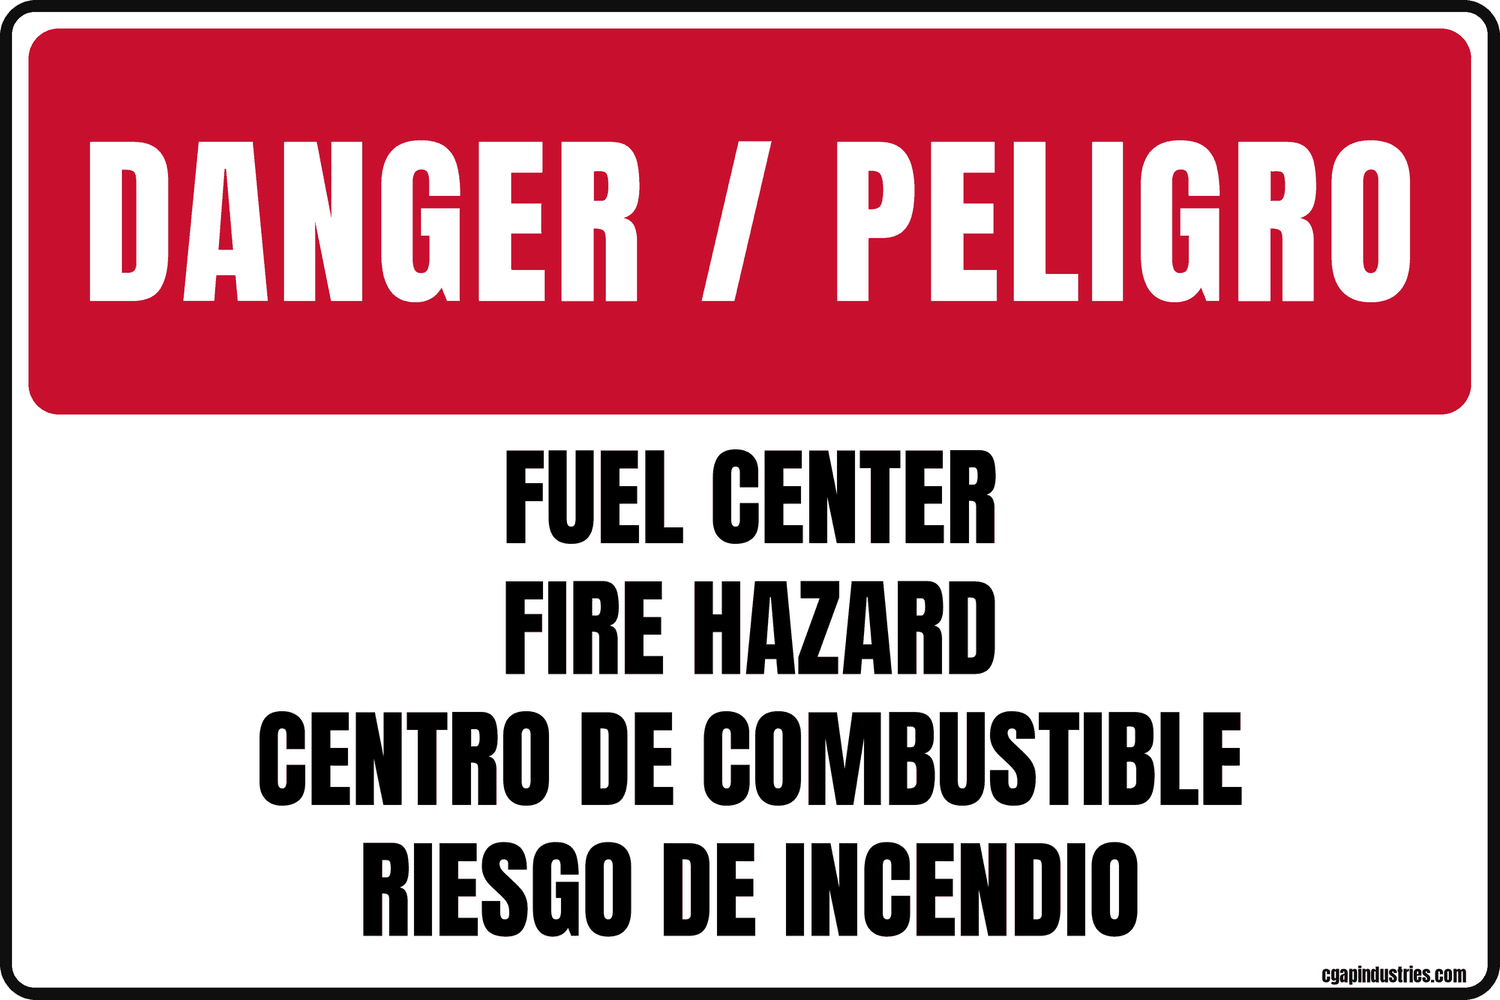 DANGER / PELIGRO
FUEL CENTER
FIRE HAZARD
CENTRO DE COMBUSTIBLE
RIESGO DE INCENDIO
cgapindustries.com